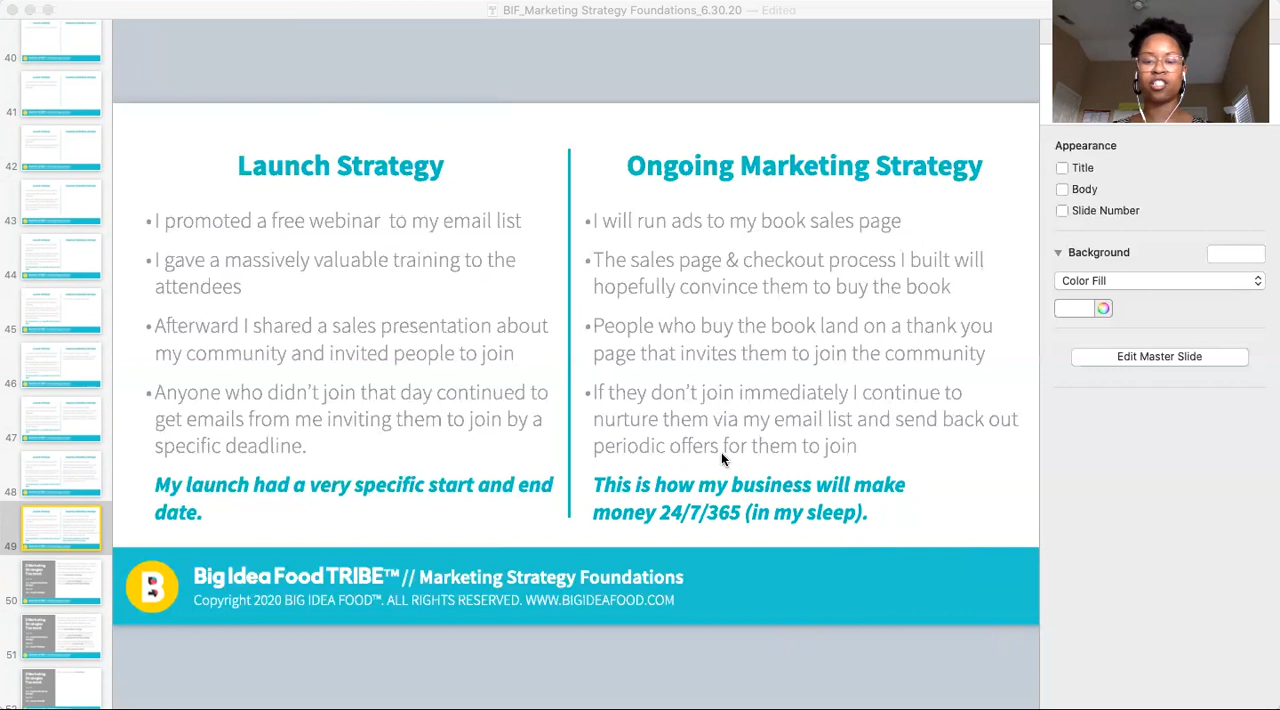 BIF_Marketing Strategy Foundations_6.30.20 — Edited
Launch Strategy
• I promoted a free webinar to my email list
• I gave a massively valuable training to the
attendees
• Afterward I shared a sales presentation about
my community and invited people to join
• Anyone who didn't join that day continued to
get emails from me inviting them to join by a
specific deadline.
My launch had a very specific start and end
date.
Ongoing Marketing Strategy
• I will run ads to my book sales page
• The sales page & checkout process I built will
hopefully convince them to buy the book
• People who buy the book land on a thank you
page that invites them to join the community
• If they don't join immediately I continue to
nurture them via my email list and send back out
periodic offers for them to join
This is how my business will make
money 24/7/365 (in my sleep).
B
Big Idea Food TRIBE™ // Marketing Strategy Foundations
Copyright 2020 BIG IDEA FOOD™. ALL RIGHTS RESERVED. WWW.BIGIDEAFOOD.COM
Appearance
Title
Body
Slide Number
Background
Color Fill
Edit Master Slide
40
41
42
43
44
45
46
47
48
49
50
51